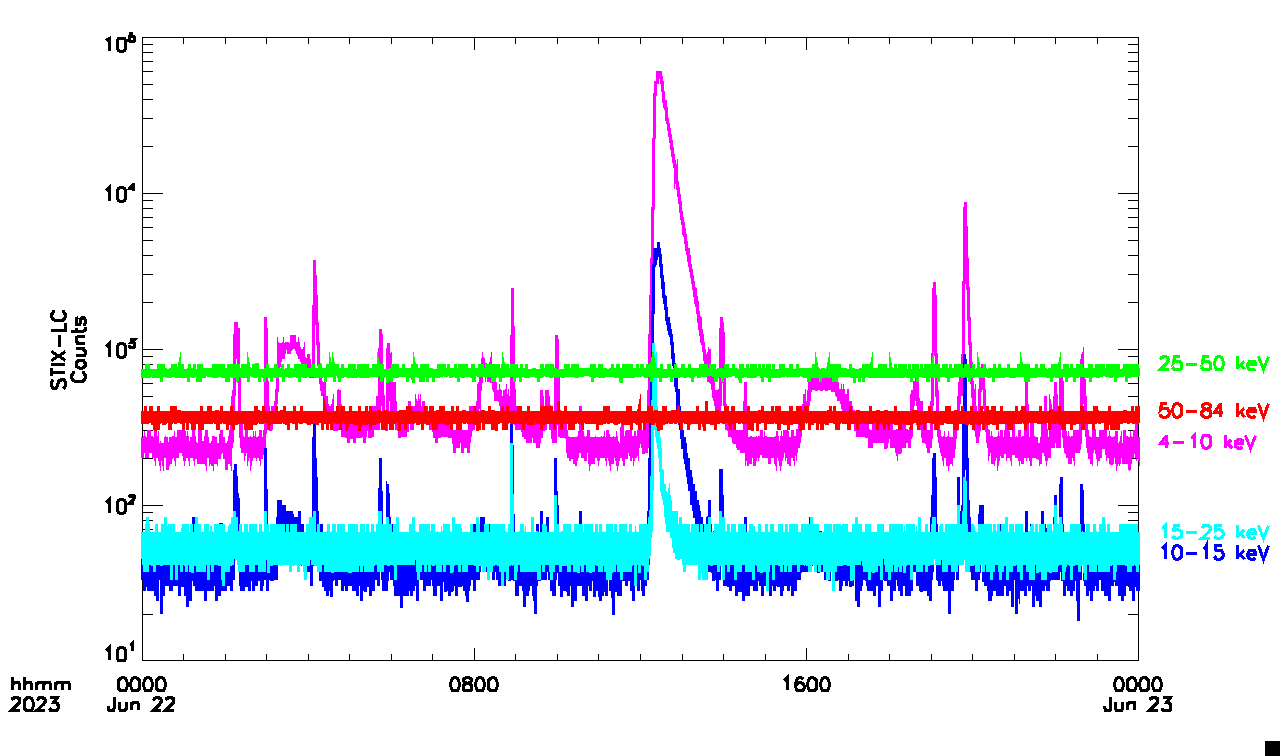 10⁶
10⁴
10³
10²
10¹
STIX-LC
Counts
25-50 keV
50-84 keV
4-10 keV
15-25 keV
10-15 keV
hhmm 0000 0800 1600 0000
2023 Jun 22 Jun 23